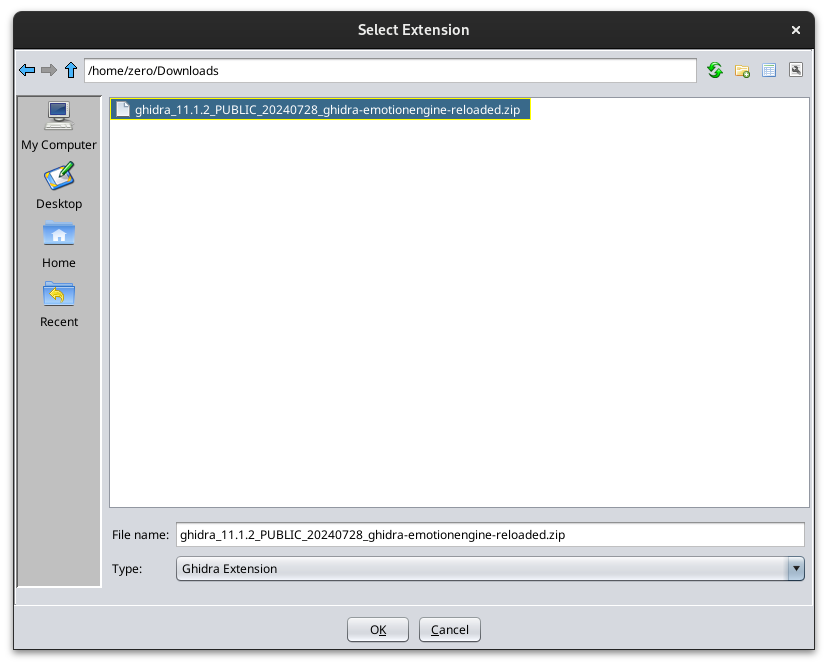 Select Extension
/home/zero/Downloads
My Computer
Desktop
Home
Recent
ghidra_11.1.2_PUBLIC_20240728_ghidra-emotionengine-reloaded.zip
File name: ghidra_11.1.2_PUBLIC_20240728_ghidra-emotionengine-reloaded.zip
Type: Ghidra Extension
OK Cancel